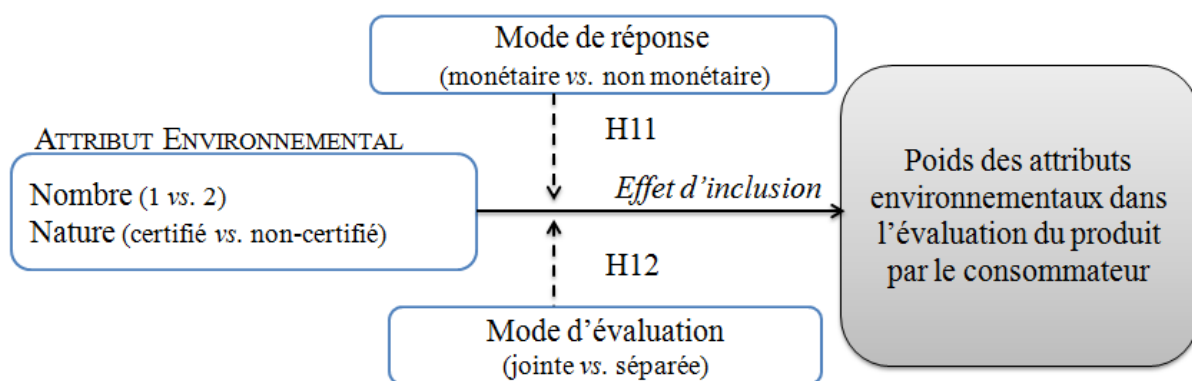 Mode de réponse
(monétaire vs. non monétaire)
H11
ATTRIBUT ENVIRONNEMENTAL
Nombre (1 vs. 2)
Nature (certifié vs. non-certifié)
Effet d’inclusion
Poids des attributs
environnementaux dans
l’évaluation du produit
par le consommateur
H12
Mode d’évaluation
(jointe vs. séparée)